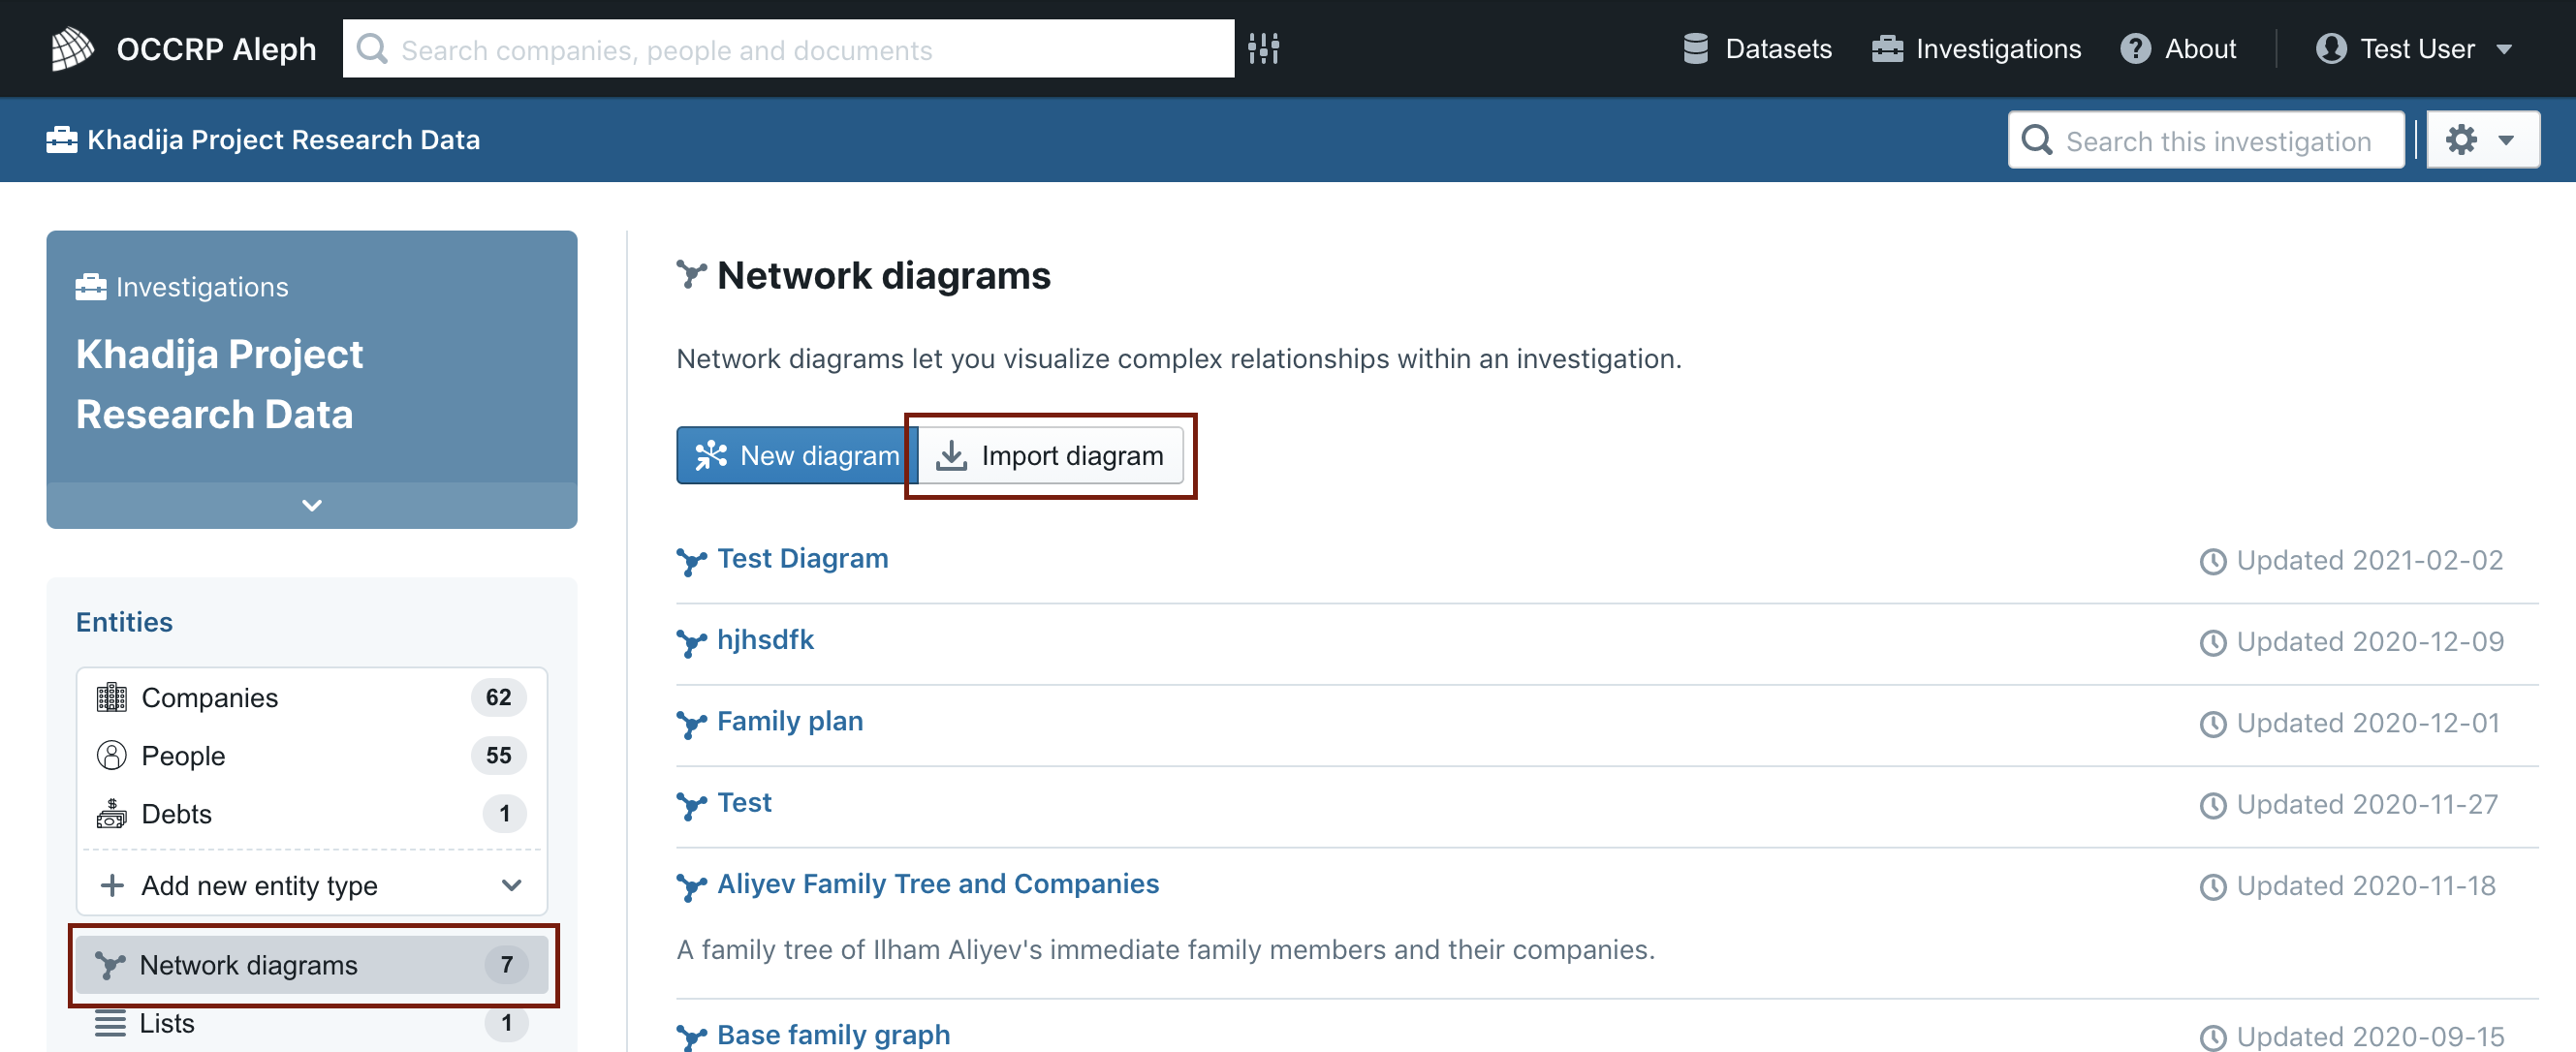 OCCRP Aleph
Search companies, people and documents
Datasets
Investigations
About
Test User
Khadija Project Research Data
Search this investigation
Investigations
Khadija Project
Research Data
Entities
Companies 62
People 55
Debts 1
Add new entity type
Network diagrams 7
Lists 1
Network diagrams
Network diagrams let you visualize complex relationships within an investigation.
New diagram
Import diagram
Test Diagram Updated 2021-02-02
hjhsdfk Updated 2020-12-09
Family plan Updated 2020-12-01
Test Updated 2020-11-27
Aliyev Family Tree and Companies Updated 2020-11-18
A family tree of Ilham Aliyev's immediate family members and their companies.
Base family graph Updated 2020-09-15